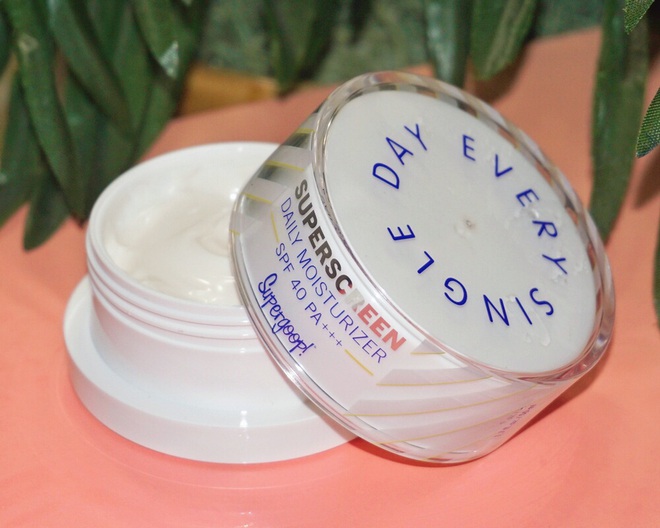 EVERY SINGLE DAY
SUPERSCREEN
DAILY MOISTURIZER
SPF 40 PA+++
Supergoop!